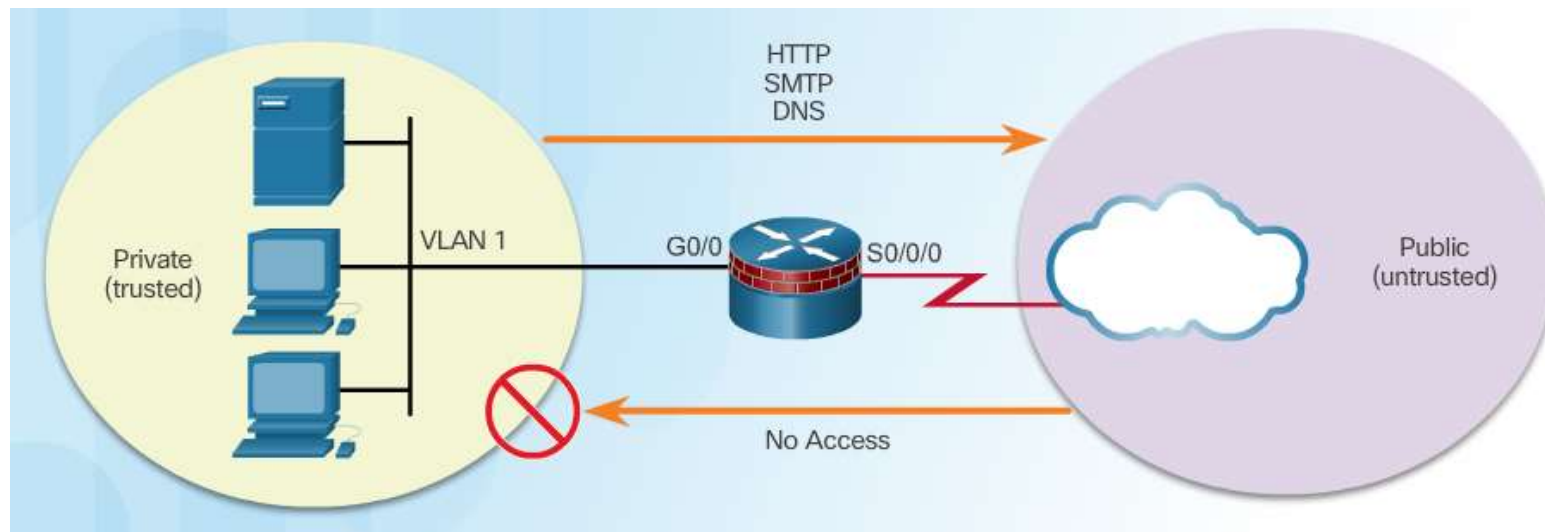 HTTP
SMTP
DNS
VLAN 1
G0/0
S0/0/0
Private
(trusted)
Public
(untrusted)
No Access